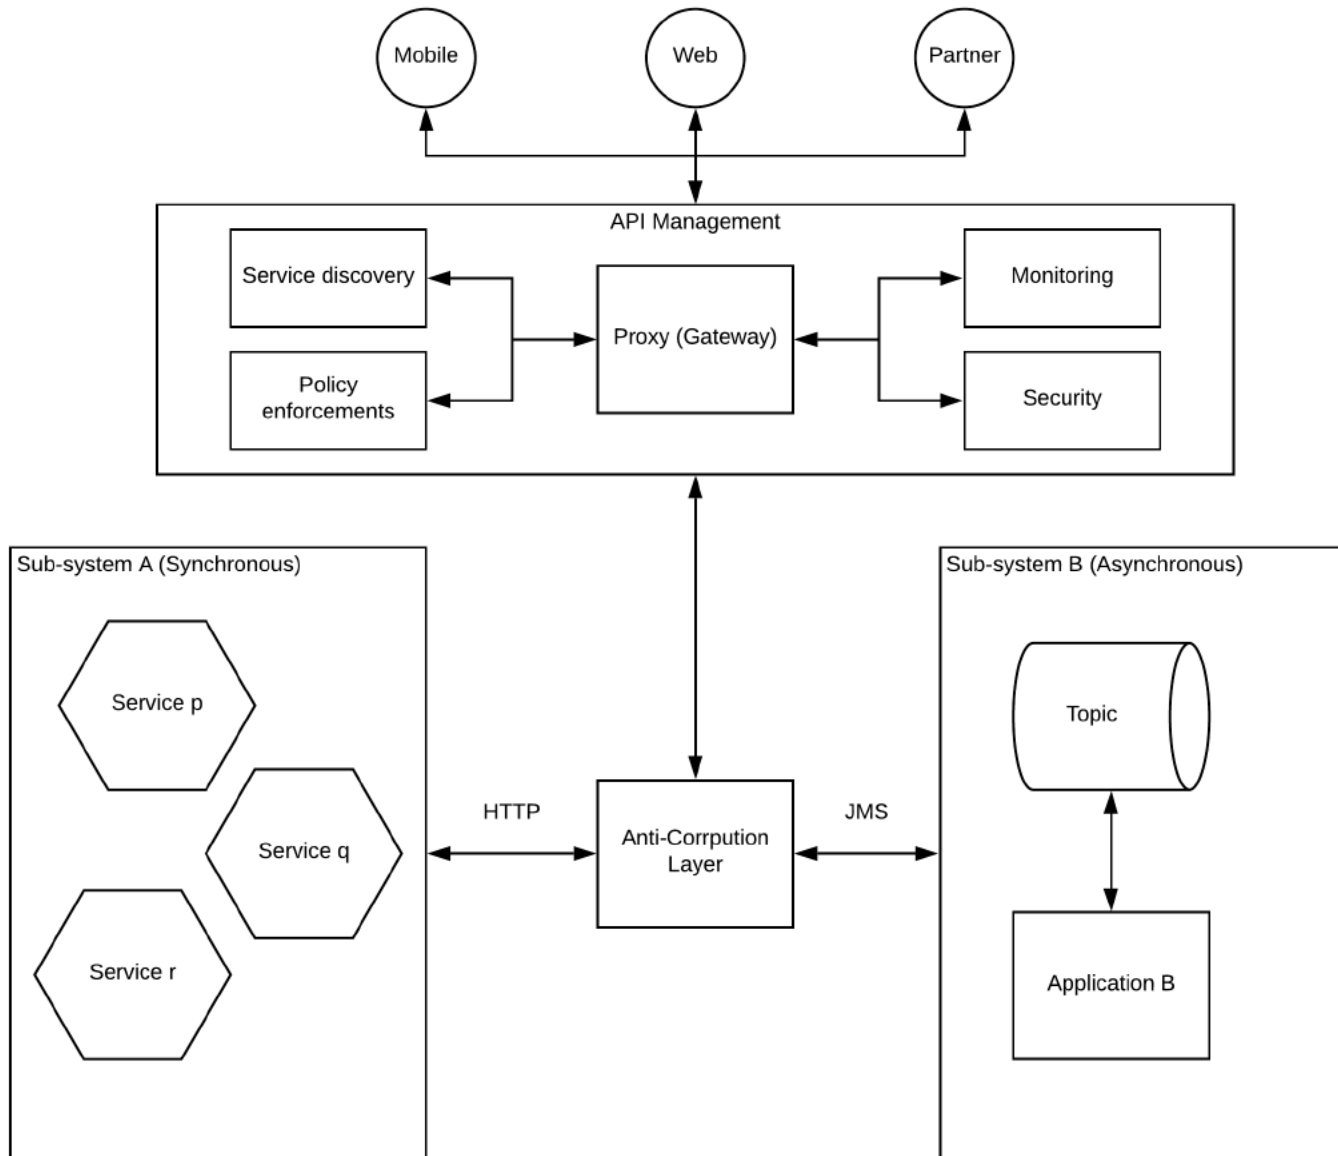 Mobile
Web
Partner
API Management
Service discovery
Proxy (Gateway)
Monitoring
Policy
enforcements
Security
Sub-system A (Synchronous)
Sub-system B (Asynchronous)
Service p
Topic
HTTP
JMS
Anti-Corrpution
Layer
Service q
Service r
Application B